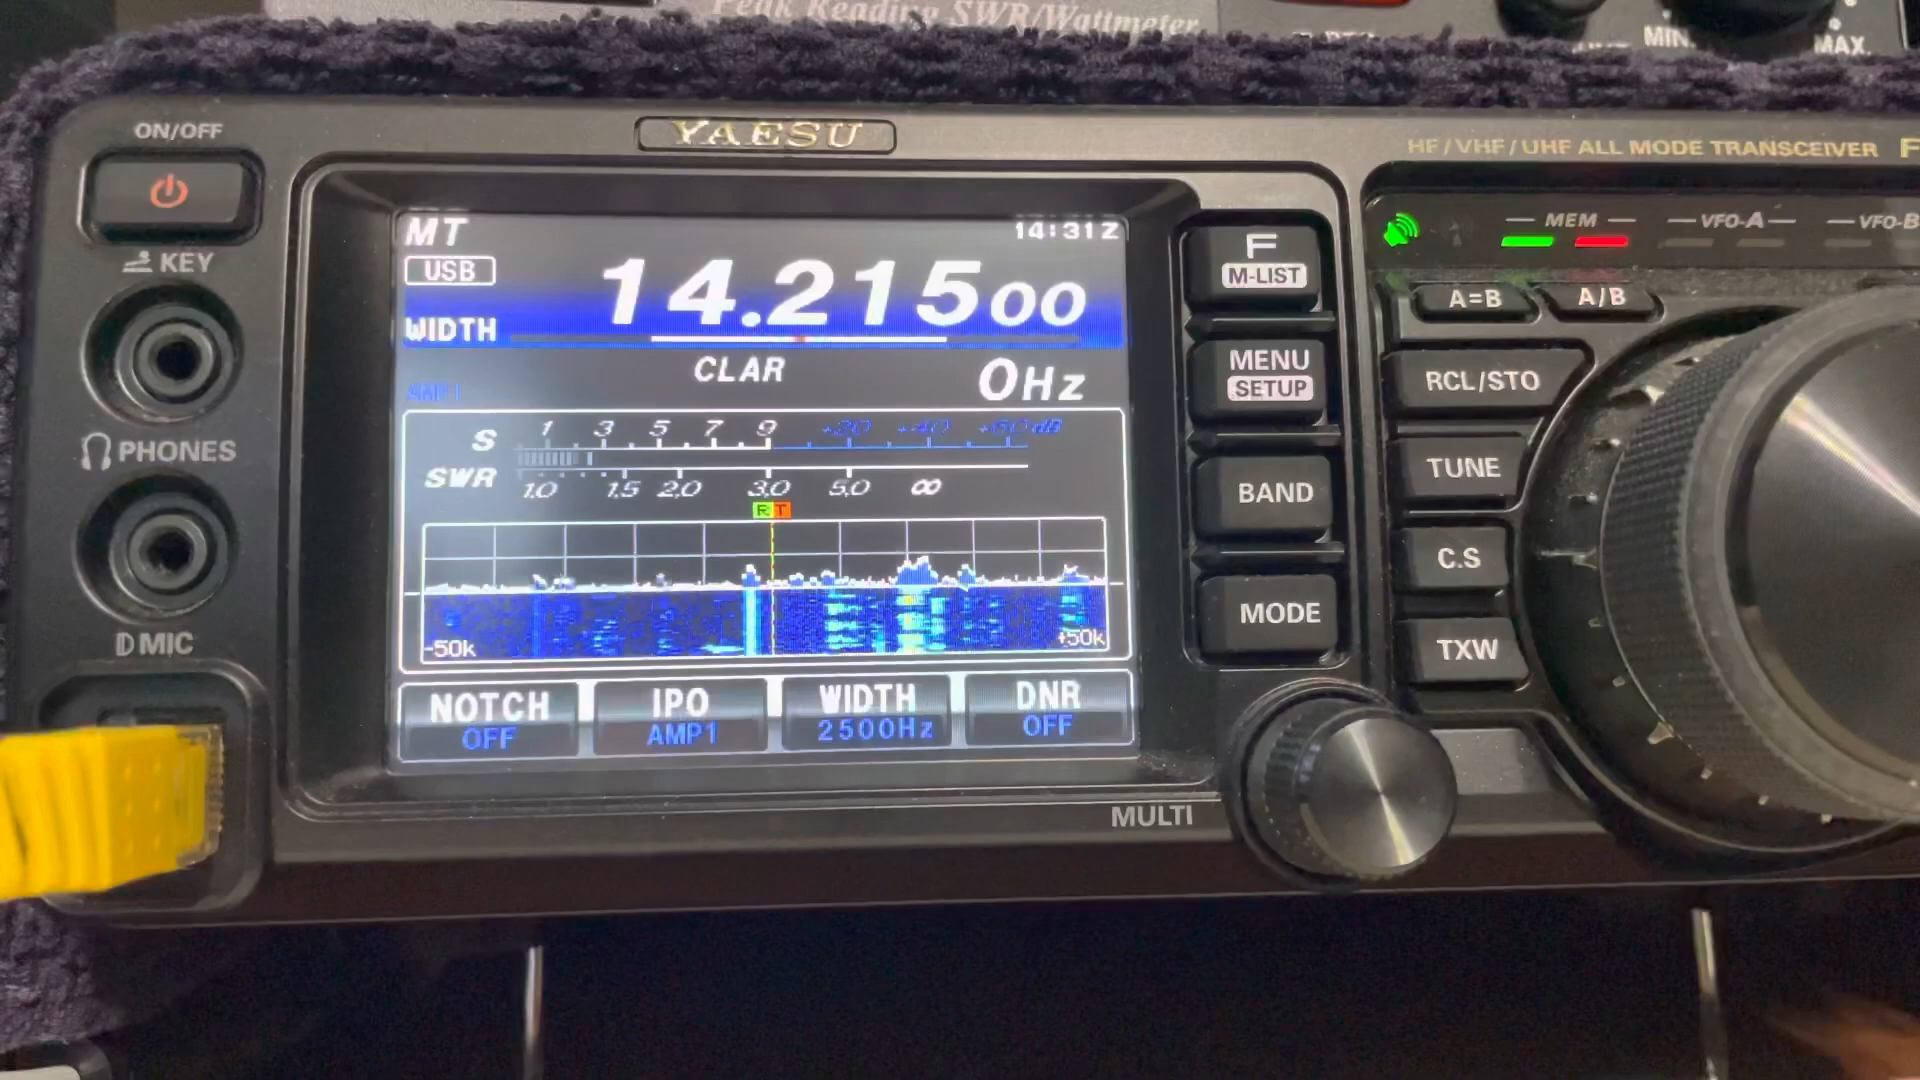 Peak Reading SWR/Wattmeter
MIN.
MAX.
ON/OFF
YAESU
HF/VHF/UHF ALL MODE TRANSCEIVER F
MT
14:31Z
USB
14.21500
WIDTH
CLAR
0Hz
AMP1
S 1 3 5 7 9 +20 +40 +60dB
SWR
1.0 1.5 2.0 3.0 5.0 ∞
R T
-50k
+50k
NOTCH
OFF
IPO
AMP1
WIDTH
2500Hz
DNR
OFF
KEY
PHONES
MIC
F
M-LIST
MENU
SETUP
BAND
MODE
MULTI
MEM
VFO-A
VFO-B
A=B
A/B
RCL/STO
TUNE
C.S
TXW